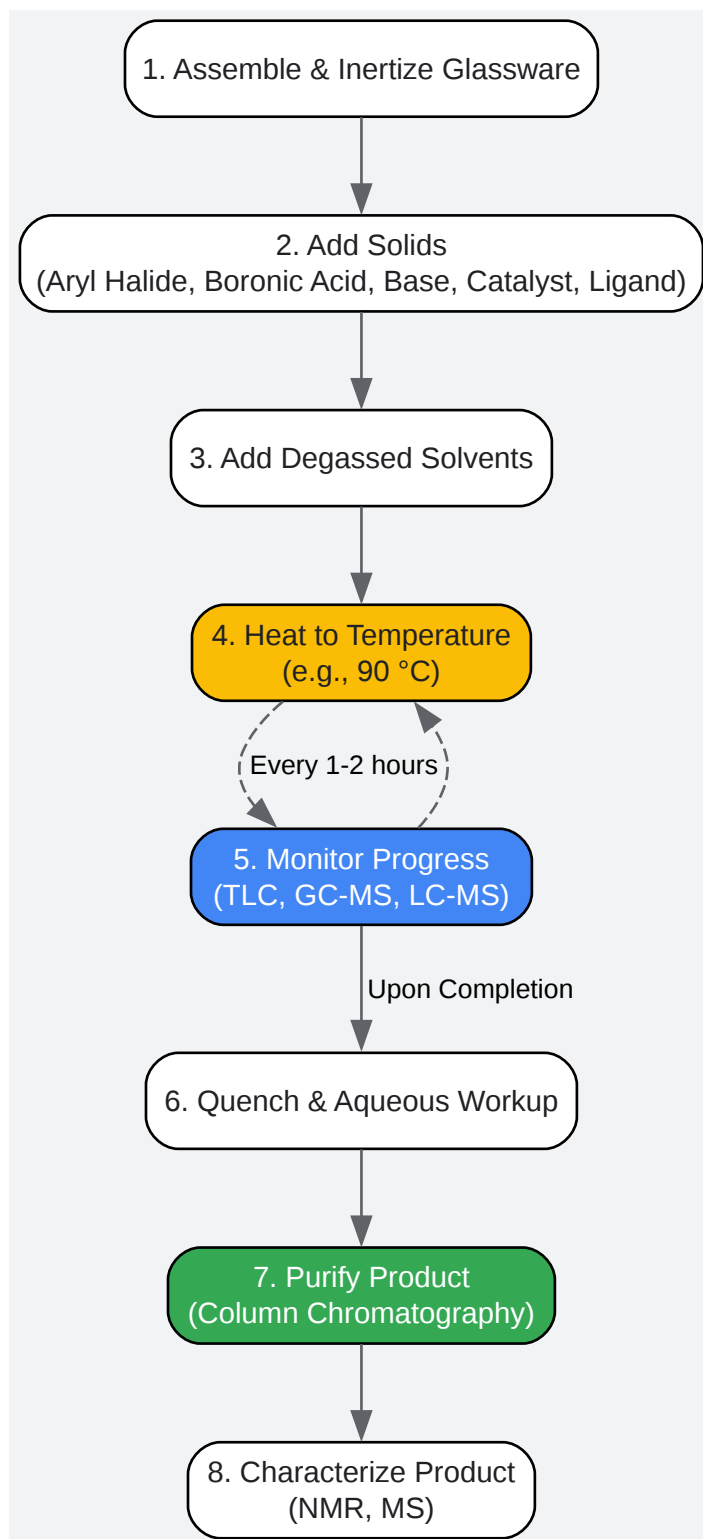 1. Assemble & Inertize Glassware
2. Add Solids
(Aryl Halide, Boronic Acid, Base, Catalyst, Ligand)
3. Add Degassed Solvents
4. Heat to Temperature
(e.g., 90 °C)
Every 1-2 hours
5. Monitor Progress
(TLC, GC-MS, LC-MS)
Upon Completion
6. Quench & Aqueous Workup
7. Purify Product
(Column Chromatography)
8. Characterize Product
(NMR, MS)